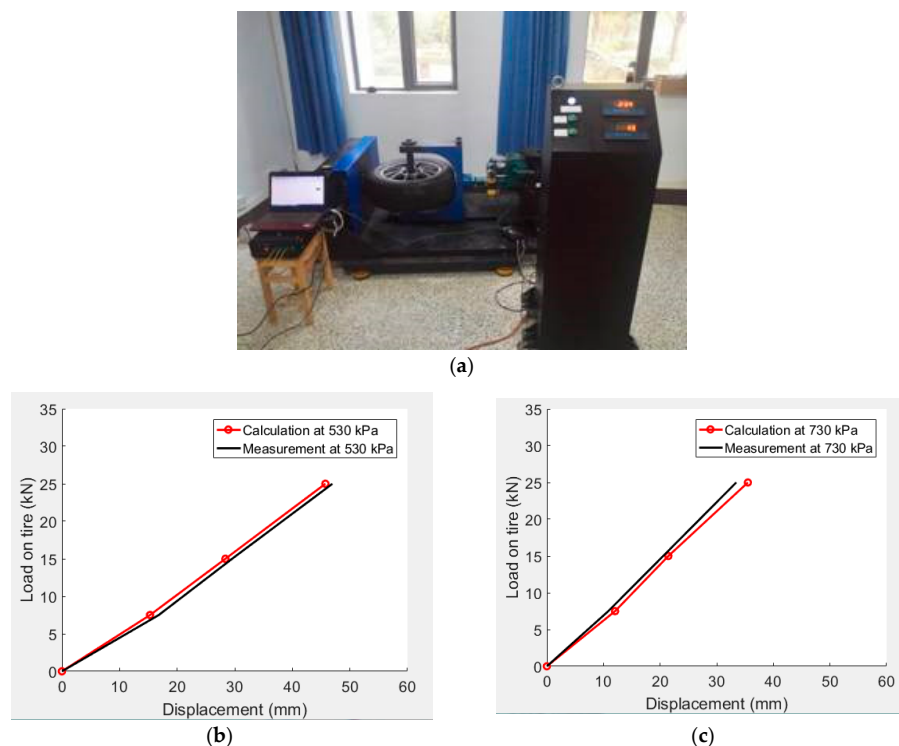 (a)
35
30
25
20
15
10
5
0
Load on tire (kN)
Calculation at 530 kPa
Measurement at 530 kPa
0 10 20 30 40 50 60
Displacement (mm)
(b)
35
30
25
20
15
10
5
0
Load on tire (kN)
Calculation at 730 kPa
Measurement at 730 kPa
0 10 20 30 40 50 60
Displacement (mm)
(c)